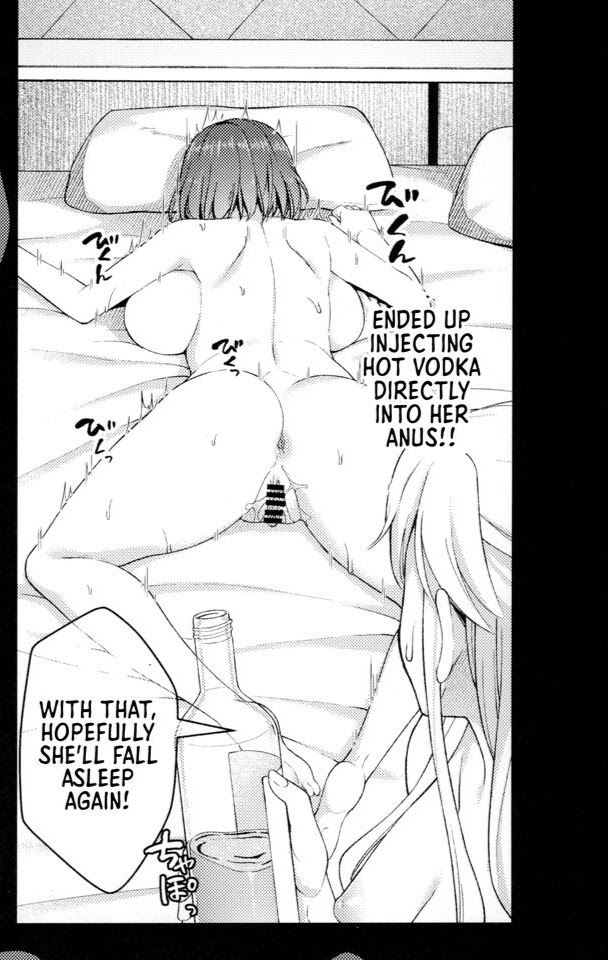 びくん
びくん
ENDED UP
INJECTING
HOT VODKA
DIRECTLY
INTO HER
ANUS!!
びくっ
びくっ
WITH THAT,
HOPEFULLY
SHE'LL FALL
ASLEEP
AGAIN!
ちゃぽっ